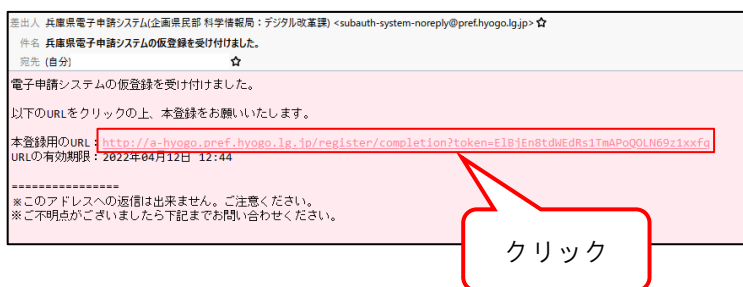 差出人 兵庫県電子申請システム(企画県民部 科学情報局：デジタル改革課) <subauth-system-noreply@pref.hyogo.lg.jp>☆
件名 兵庫県電子申請システムの仮登録を受け付けました。
宛先 (自分) ☆
電子申請システムの仮登録を受け付けました。
以下のURLをクリックの上、本登録をお願いいたします。
本登録用のURL：http://a-hyogo.pref.hyogo.lg.jp/register/completion?token=ElBjEn8tdWEdRs1TmAPoQOLN69z1xxfq
URLの有効期限：2022年04月12日 12:44
================
※このアドレスへの返信は出来ません。ご注意ください。
※ご不明点がございましたら下記までお問い合わせください。
クリック